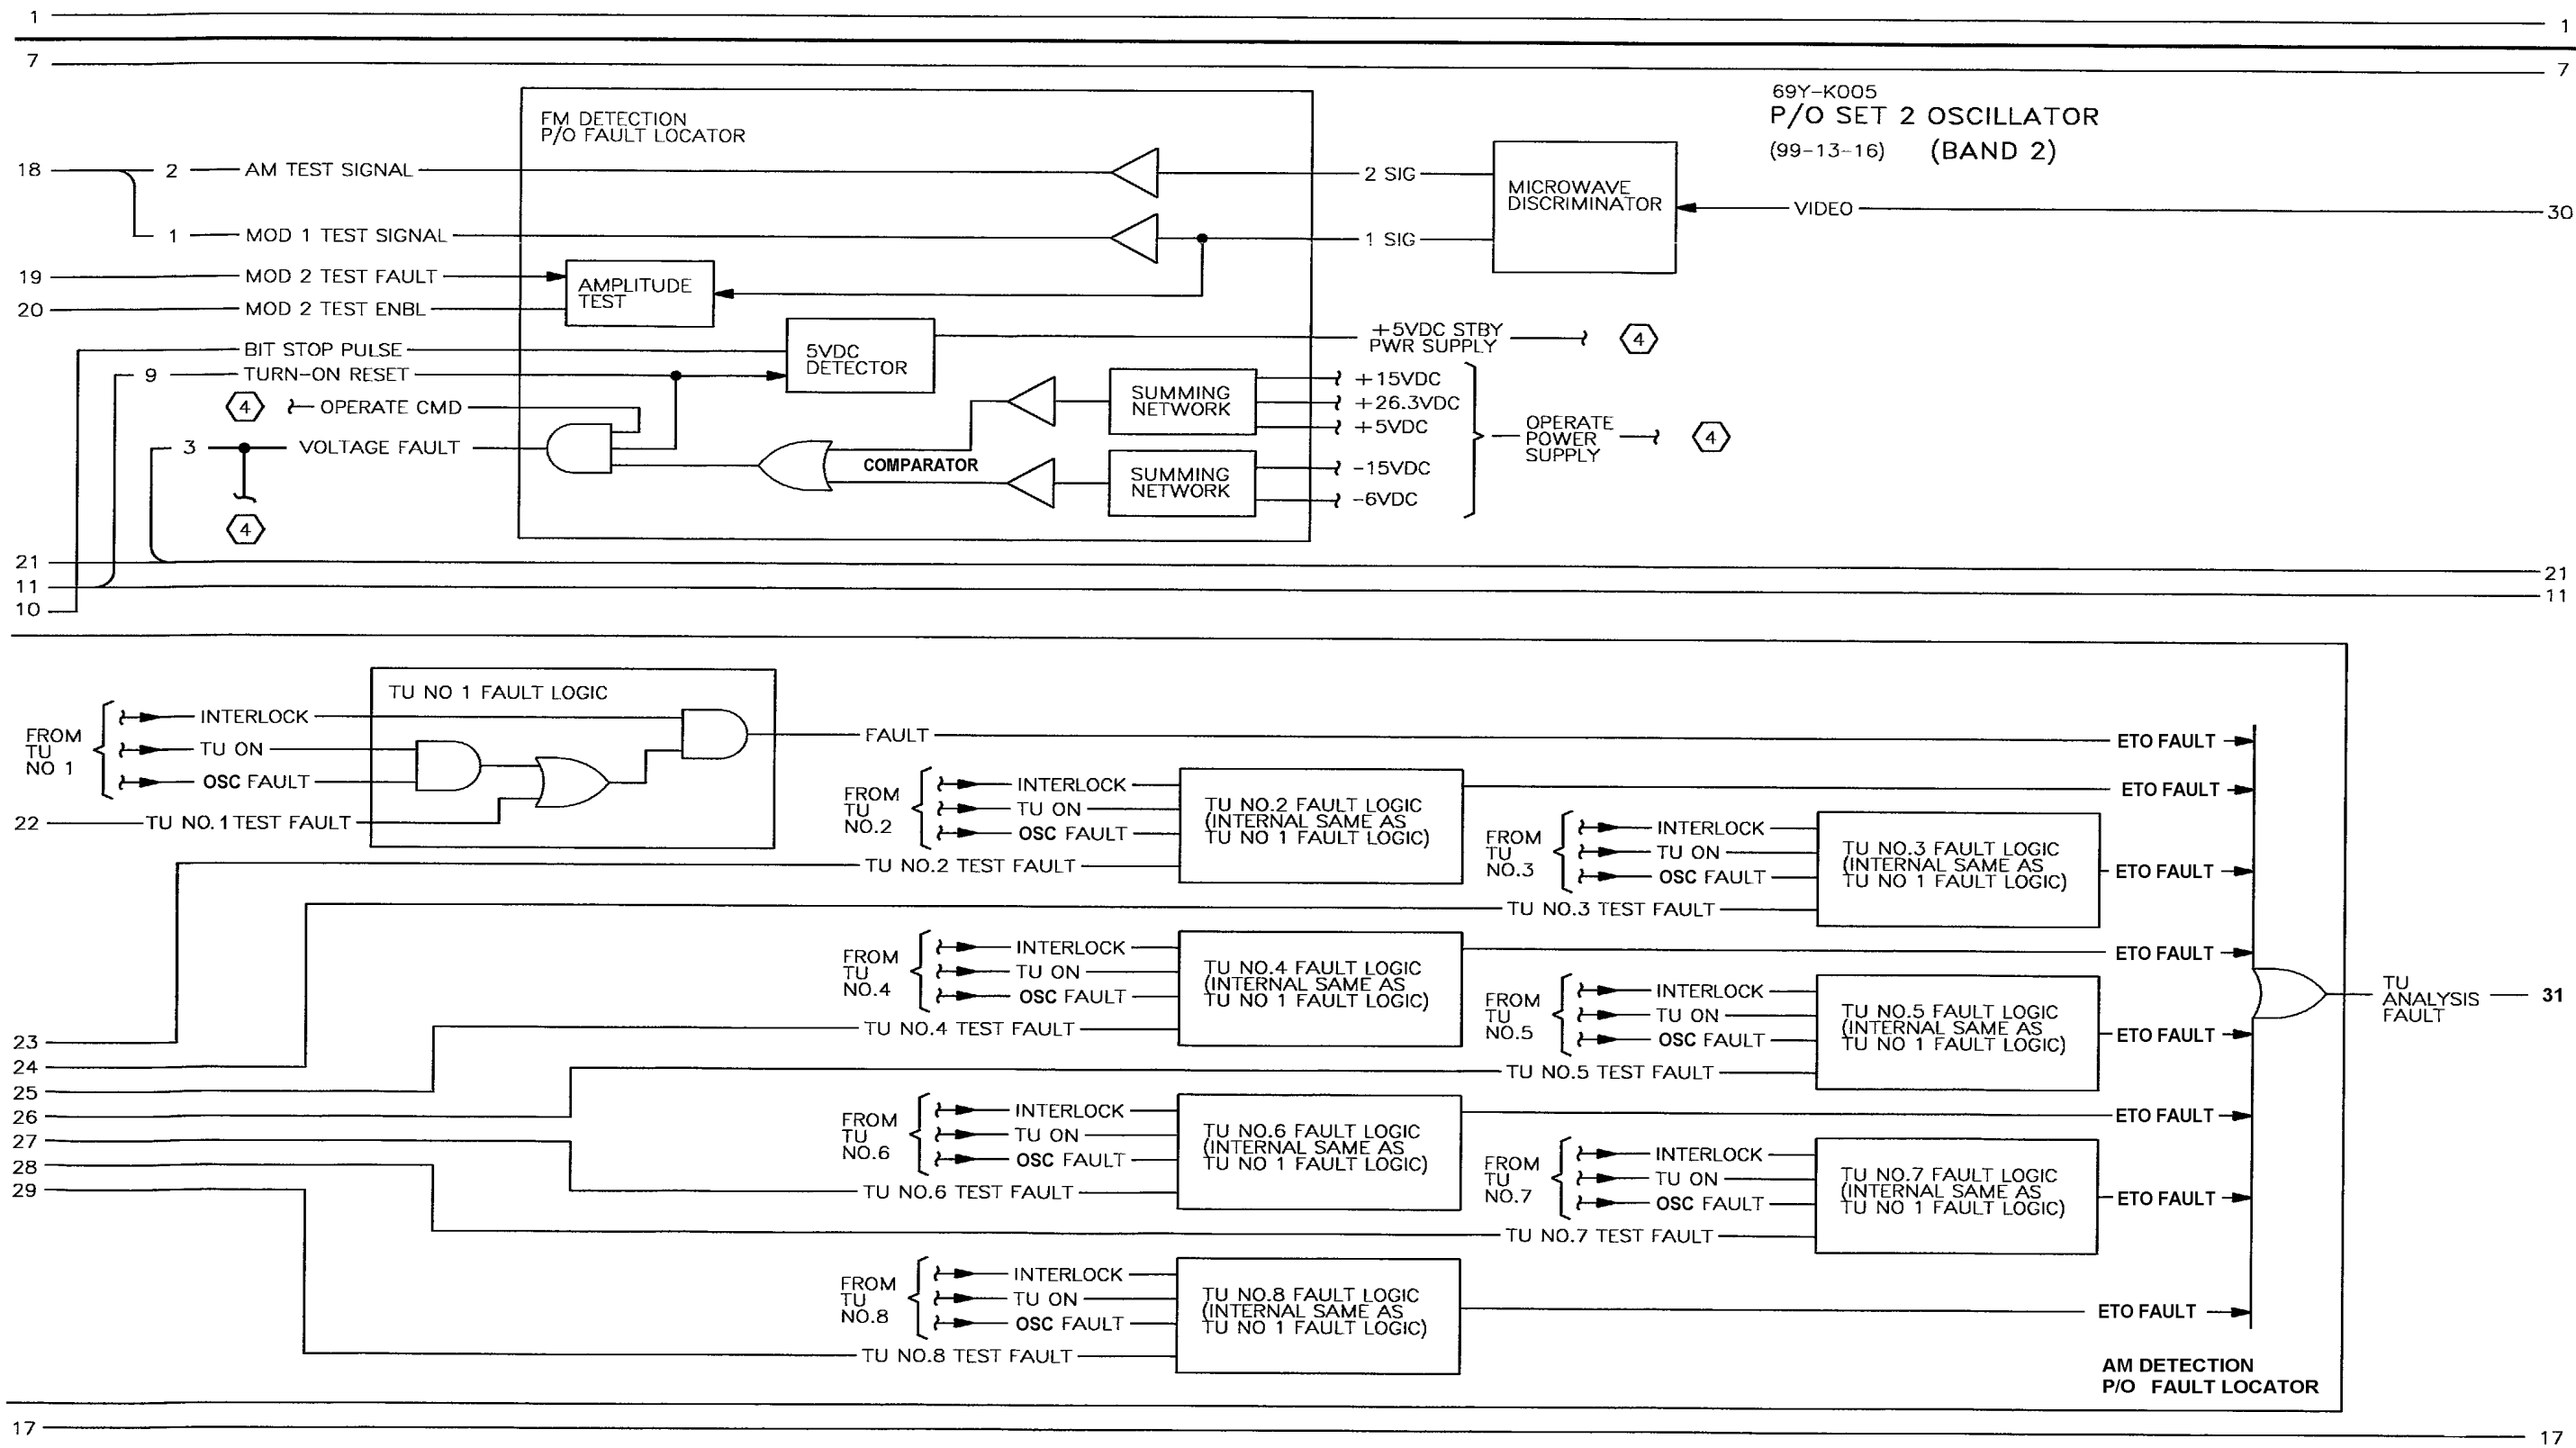 1 1
7 7
69Y-K005
P/O SET 2 OSCILLATOR
(99-13-16) (BAND 2)
FM DETECTION
P/O FAULT LOCATOR
18 2 AM TEST SIGNAL 2 SIG
MICROWAVE
DISCRIMINATOR
VIDEO 30
1 MOD 1 TEST SIGNAL 1 SIG
19 MOD 2 TEST FAULT
20 MOD 2 TEST ENBL
AMPLITUDE
TEST
BIT STOP PULSE
5VDC
DETECTOR
+5VDC STBY
PWR SUPPLY
4
9 TURN-ON RESET
4 OPERATE CMD
SUMMING
NETWORK
+15VDC
+26.3VDC
+5VDC
OPERATE
POWER
SUPPLY
4
3 VOLTAGE FAULT
COMPARATOR
SUMMING
NETWORK
-15VDC
-6VDC
4
21 21
11 11
10
TU NO 1 FAULT LOGIC
FROM
TU
NO 1
INTERLOCK
TU ON
OSC FAULT
22 TU NO.1 TEST FAULT
FAULT
ETO FAULT
FROM
TU
NO.2
INTERLOCK
TU ON
OSC FAULT
TU NO.2 TEST FAULT
TU NO.2 FAULT LOGIC
(INTERNAL SAME AS
TU NO 1 FAULT LOGIC)
ETO FAULT
FROM
TU
NO.3
INTERLOCK
TU ON
OSC FAULT
TU NO.3 TEST FAULT
TU NO.3 FAULT LOGIC
(INTERNAL SAME AS
TU NO 1 FAULT LOGIC)
ETO FAULT
FROM
TU
NO.4
INTERLOCK
TU ON
OSC FAULT
TU NO.4 TEST FAULT
TU NO.4 FAULT LOGIC
(INTERNAL SAME AS
TU NO 1 FAULT LOGIC)
ETO FAULT
TU
ANALYSIS
FAULT
31
FROM
TU
NO.5
INTERLOCK
TU ON
OSC FAULT
TU NO.5 TEST FAULT
TU NO.5 FAULT LOGIC
(INTERNAL SAME AS
TU NO 1 FAULT LOGIC)
ETO FAULT
23
24
25
26
27
28
29
FROM
TU
NO.6
INTERLOCK
TU ON
OSC FAULT
TU NO.6 TEST FAULT
TU NO.6 FAULT LOGIC
(INTERNAL SAME AS
TU NO 1 FAULT LOGIC)
ETO FAULT
FROM
TU
NO.7
INTERLOCK
TU ON
OSC FAULT
TU NO.7 TEST FAULT
TU NO.7 FAULT LOGIC
(INTERNAL SAME AS
TU NO 1 FAULT LOGIC)
ETO FAULT
FROM
TU
NO.8
INTERLOCK
TU ON
OSC FAULT
TU NO.8 TEST FAULT
TU NO.8 FAULT LOGIC
(INTERNAL SAME AS
TU NO 1 FAULT LOGIC)
ETO FAULT
AM DETECTION
P/O FAULT LOCATOR
17 17